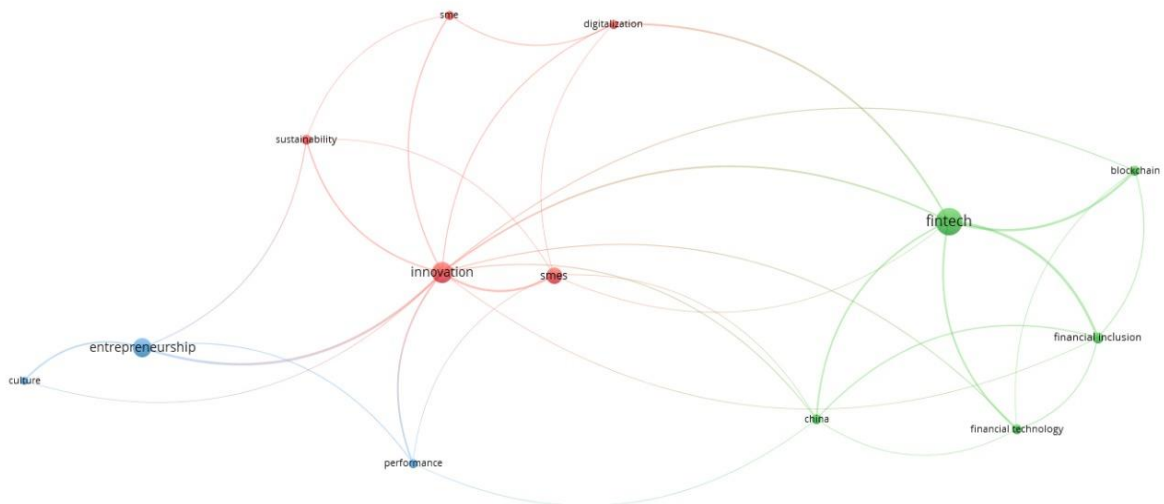 sme
digitalization
sustainability
blockchain
fintech
innovation
smes
entrepreneurship
financial inclusion
culture
china
financial technology
performance